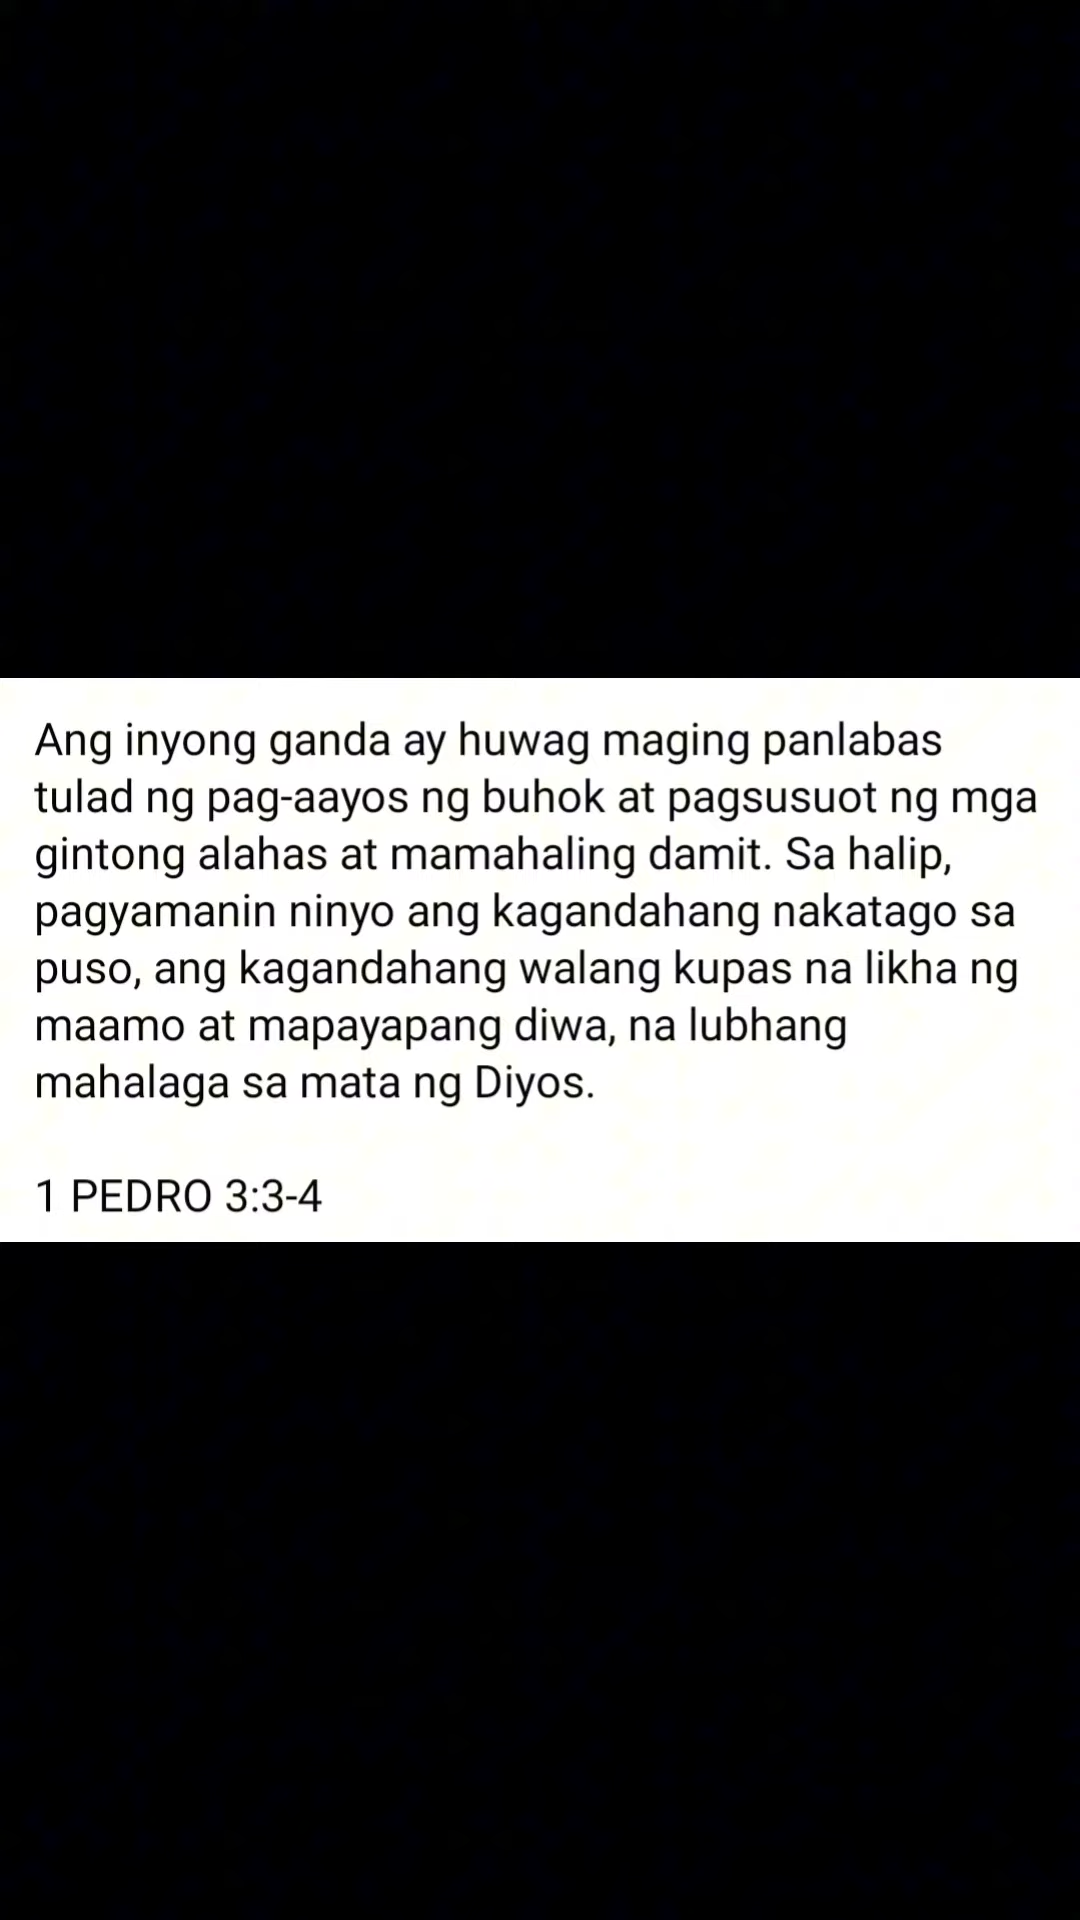 Ang inyong ganda ay huwag maging panlabas
tulad ng pag-aayos ng buhok at pagsusuot ng mga
gintong alahas at mamahaling damit. Sa halip,
pagyamanin ninyo ang kagandahang nakatago sa
puso, ang kagandahang walang kupas na likha ng
maamo at mapayapang diwa, na lubhang
mahalaga sa mata ng Diyos.
1 PEDRO 3:3-4